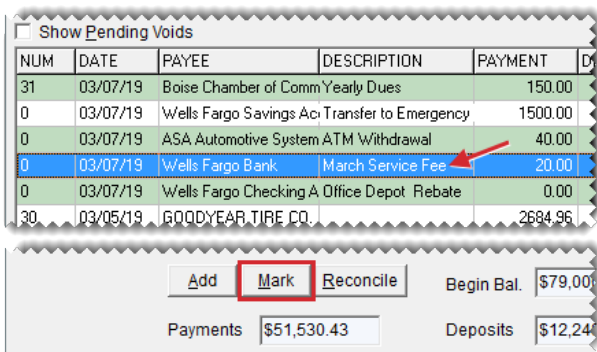 Show Pending Voids
NUM DATE PAYEE DESCRIPTION PAYMENT
31 03/07/19 Boise Chamber of Comm Yearly Dues 150.00
0 03/07/19 Wells Fargo Savings Ac Transfer to Emergency 1500.00
0 03/07/19 ASA Automotive System ATM Withdrawal 40.00
0 03/07/19 Wells Fargo Bank March Service Fee 20.00
0 03/07/19 Wells Fargo Checking A Office Depot Rebate 0.00
30 03/05/19 GOODYEAR TIRE CO. 2684.96
Add Mark Reconcile Begin Bal. $79,00
Payments $51,530.43 Deposits $12,24